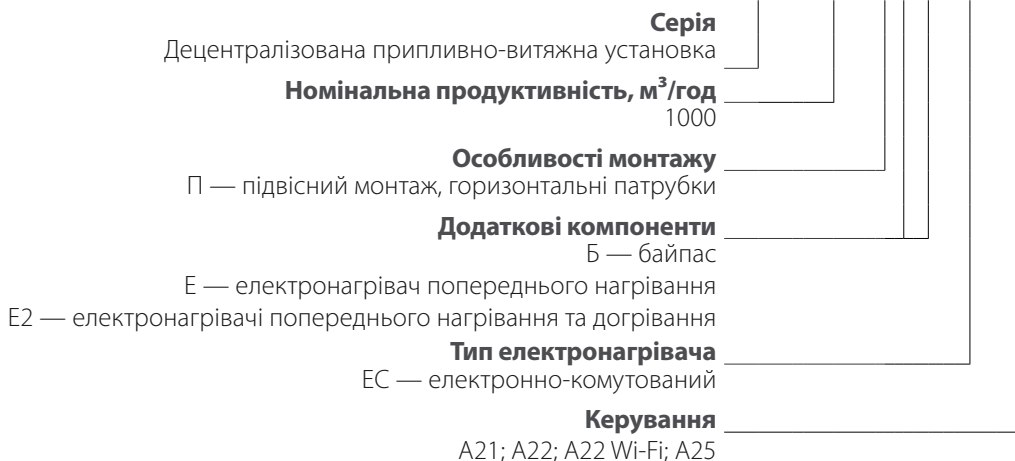 Серія
Децентралізована припливно-витяжна установка
Номінальна продуктивність, м³/год
1000
Особливості монтажу
П — підвісний монтаж, горизонтальні патрубки
Додаткові компоненти
Б — байпас
Е — електронагрівач попереднього нагрівання
Е2 — електронагрівачі попереднього нагрівання та догрівання
Тип електронагрівача
ЕС — електронно-комутований
Керування
А21; А22; А22 Wi-Fi; А25